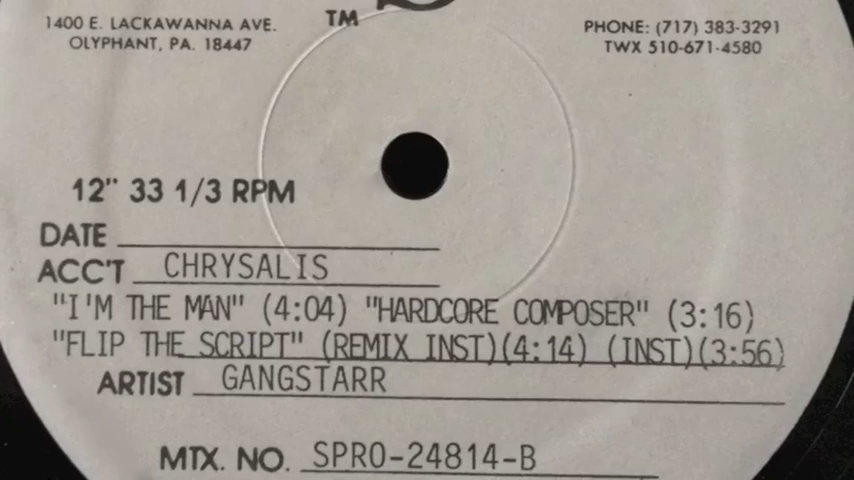 1400 E. LACKAWANNA AVE.
OLYPHANT, PA. 18447
TM
PHONE: (717) 383-3291
TWX 510-671-4580
12" 33 1/3 RPM
DATE
ACC'T CHRYSALIS
"I'M THE MAN" (4:04) "HARDCORE COMPOSER" (3:16)
"FLIP THE SCRIPT" (REMIX INST)(4:14) (INST)(3:56)
ARTIST GANGSTARR
MTX. NO. SPRO-24814-B